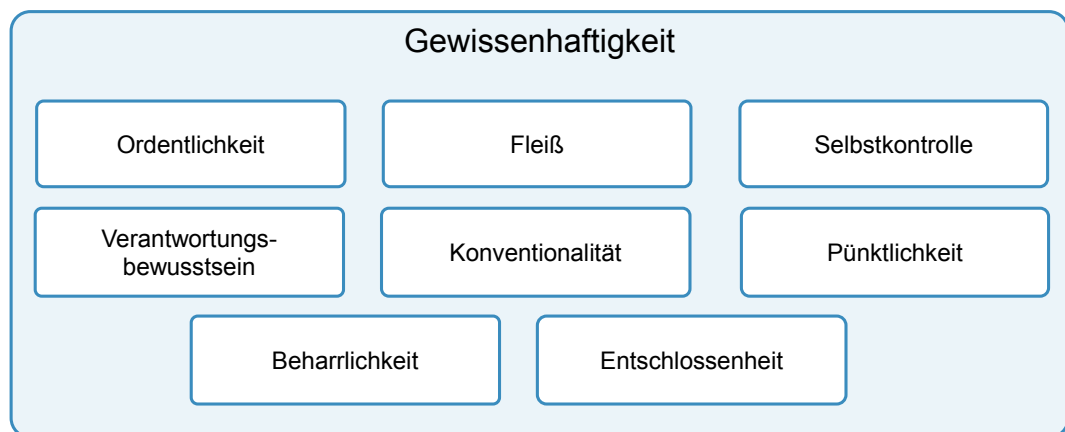 Gewissenhaftigkeit
Ordentlichkeit
Fleiß
Selbstkontrolle
Verantwortungs-
bewusstsein
Konventionalität
Pünktlichkeit
Beharrlichkeit
Entschlossenheit